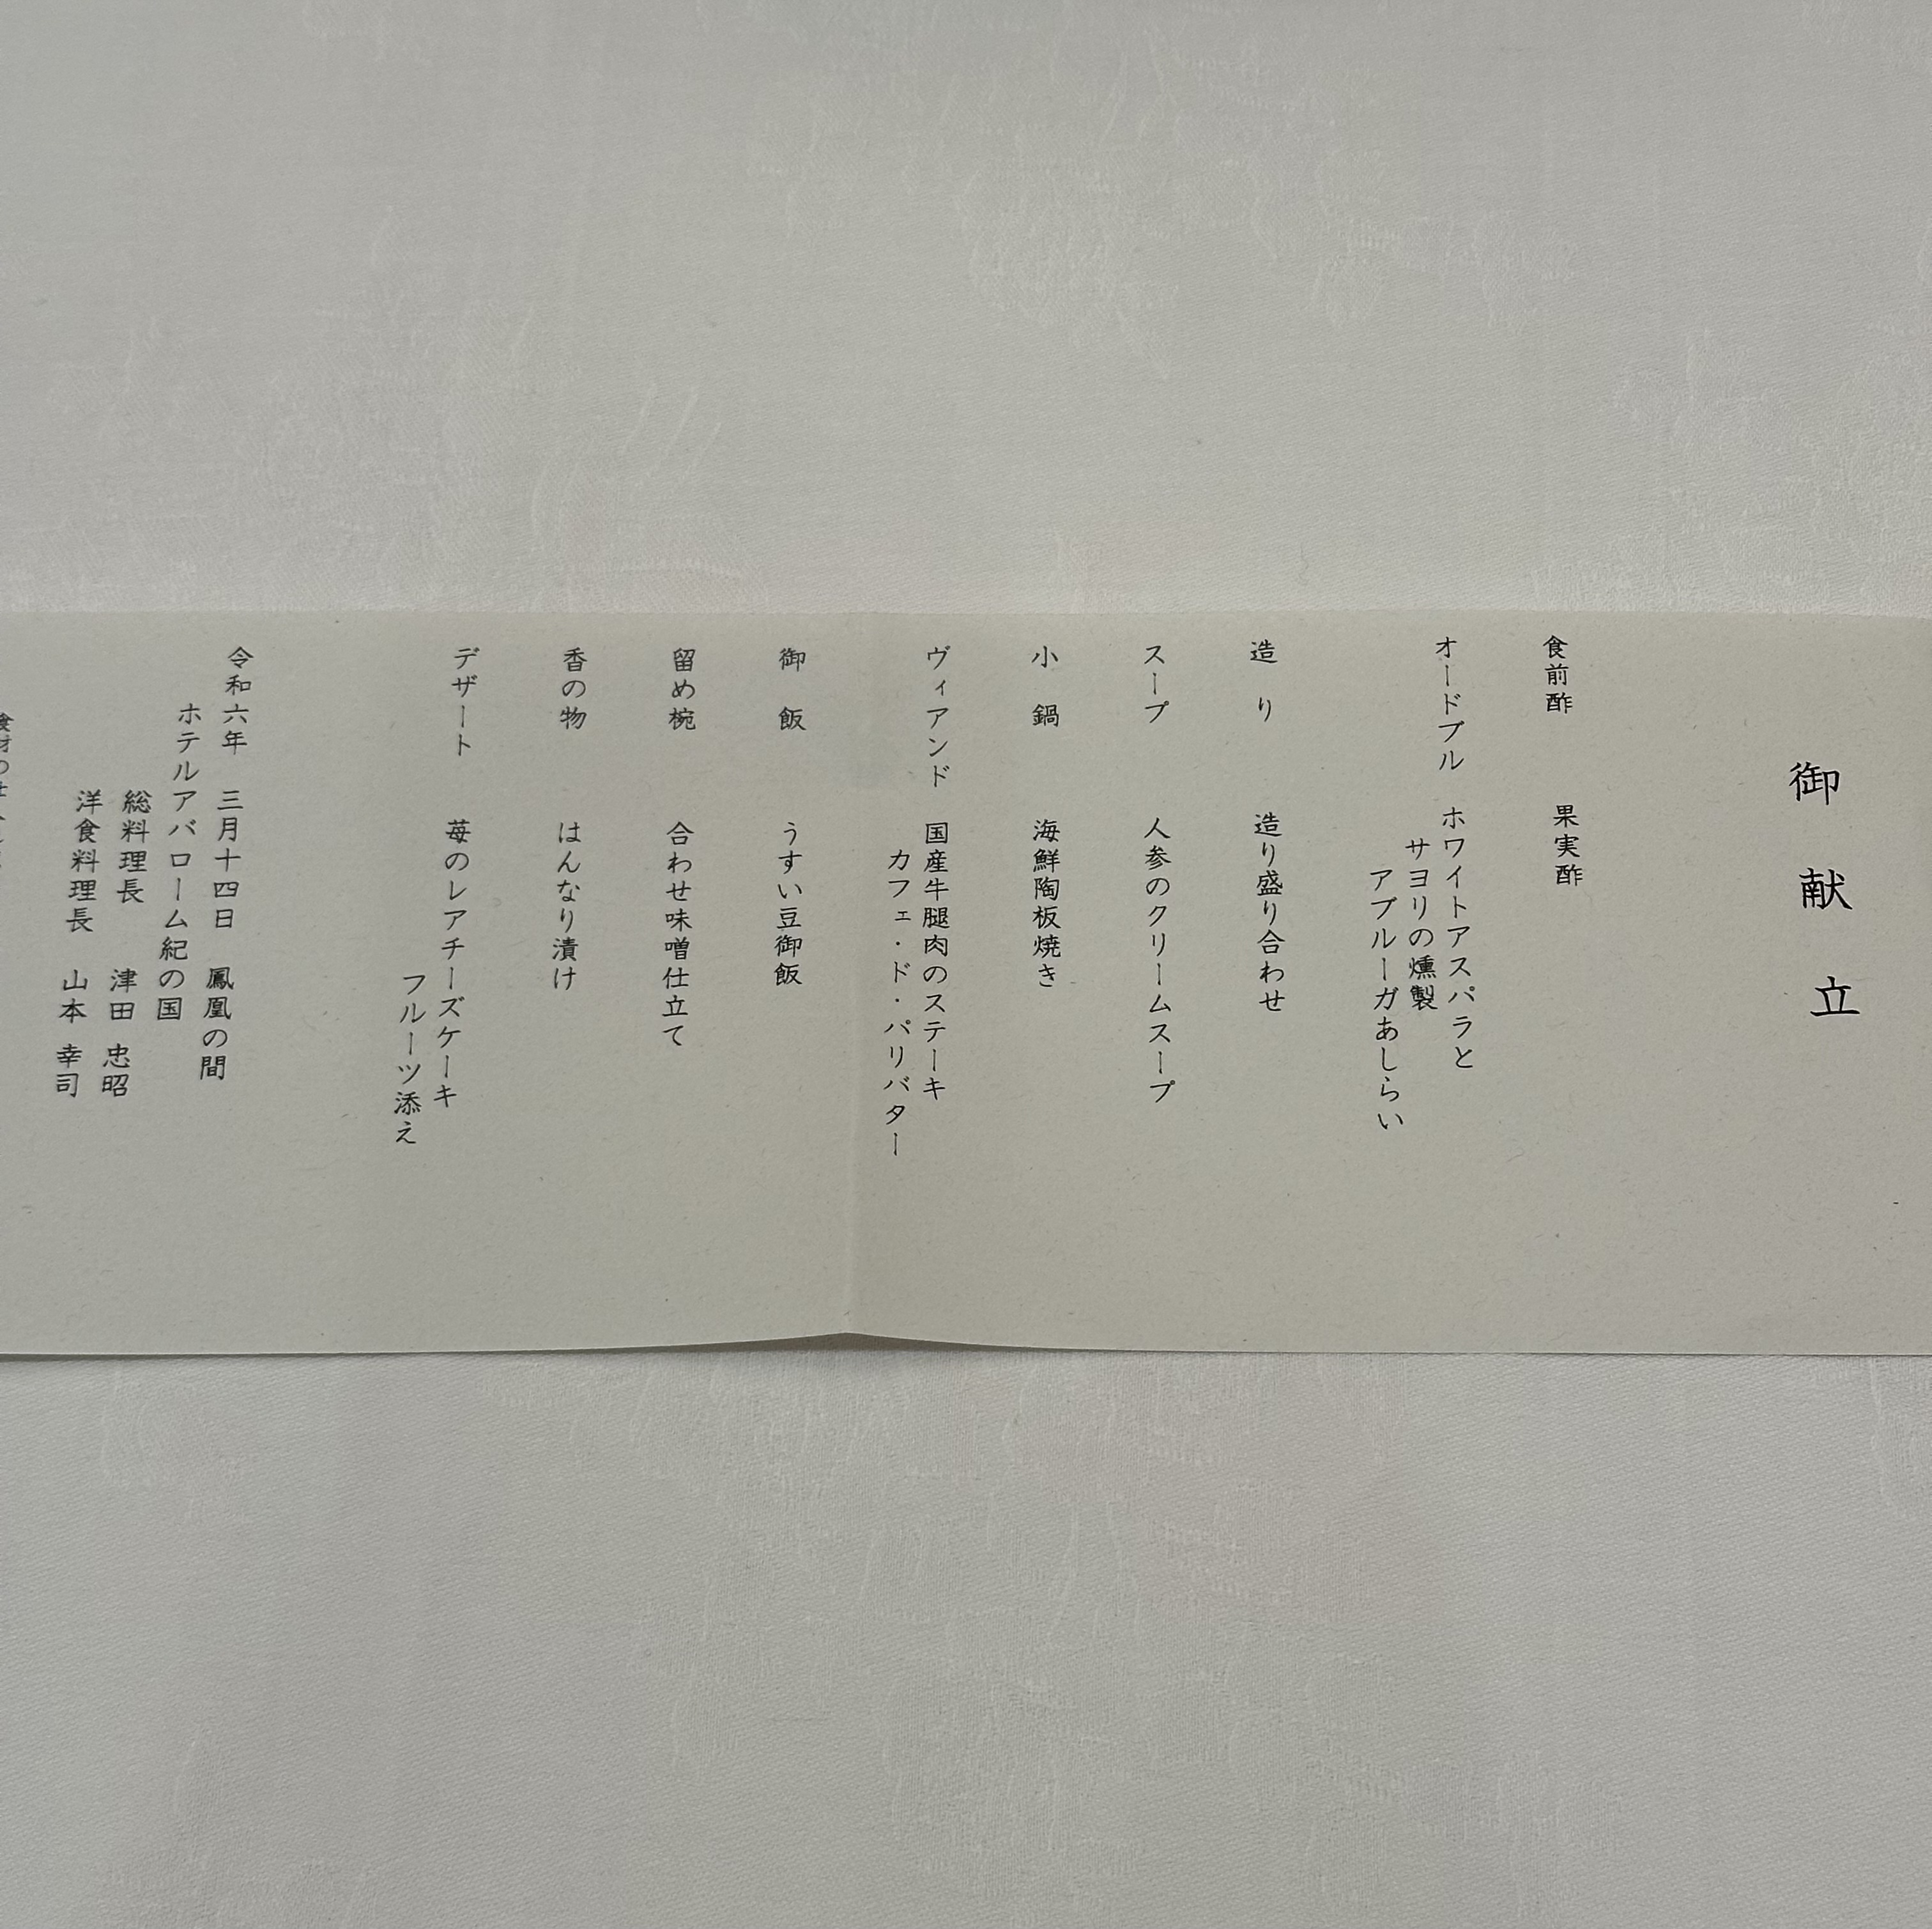 御献立
食前酢　果実酢
オードブル　ホワイトアスパラと
サヨリの燻製
アブルーガあしらい
造り　造り盛り合わせ
スープ　人参のクリームスープ
小鍋　海鮮陶板焼き
ヴィアンド　国産牛腿肉のステーキ
カフェ・ド・パリバター
御飯　うすい豆御飯
留め椀　合わせ味噌仕立て
香の物　はんなり漬け
デザート　苺のレアチーズケーキ
フルーツ添え
令和六年　三月十四日　鳳凰の間
ホテルアバローム紀の国
総料理長　津田　忠昭
洋食料理長　山本　幸司